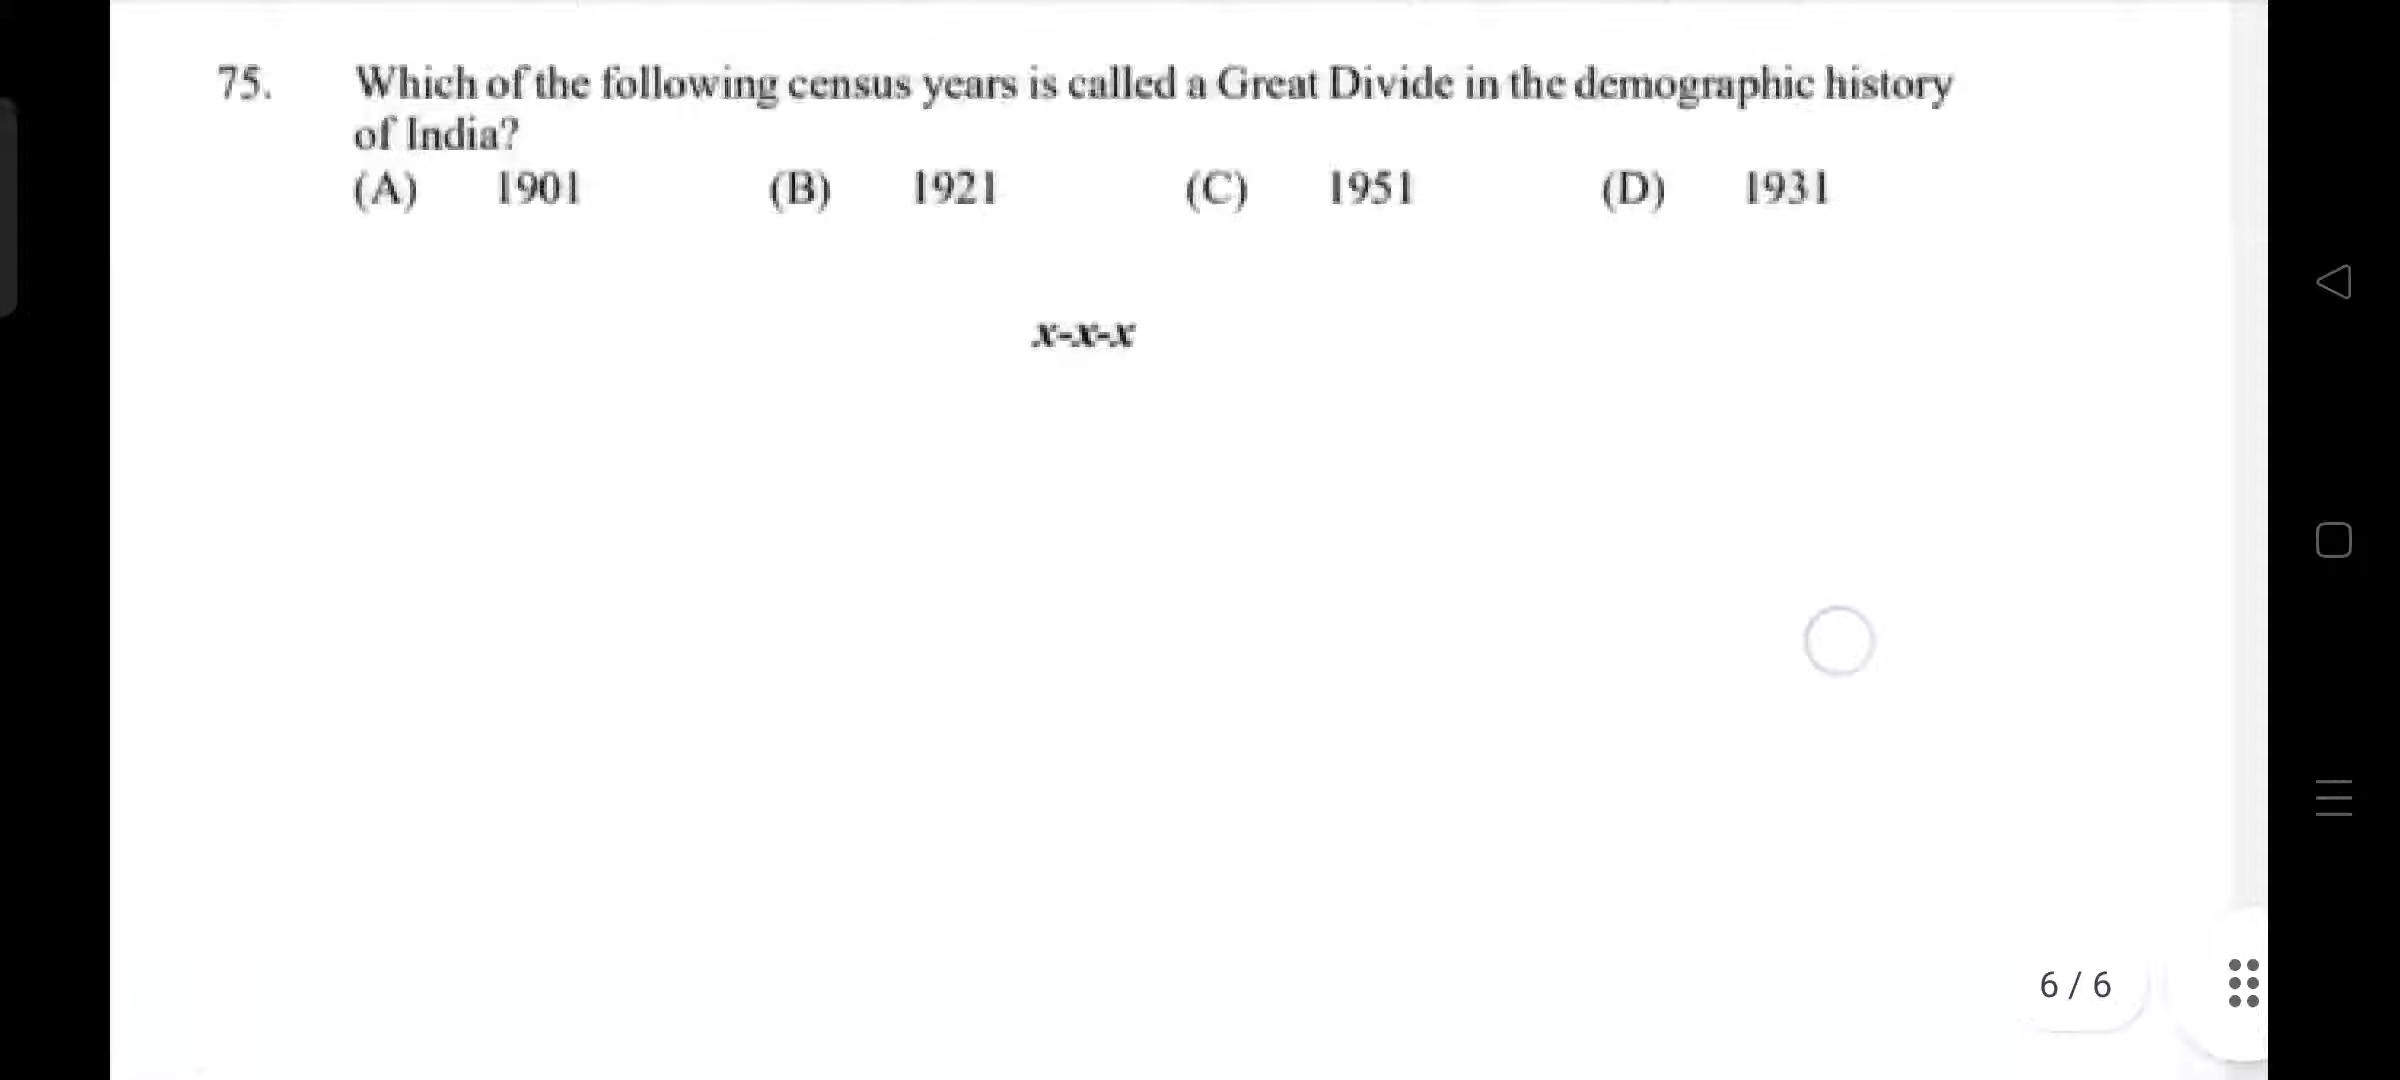 75. Which of the following census years is called a Great Divide in the demographic history
of India?
(A) 1901 (B) 1921 (C) 1951 (D) 1931
x-x-x
6 / 6